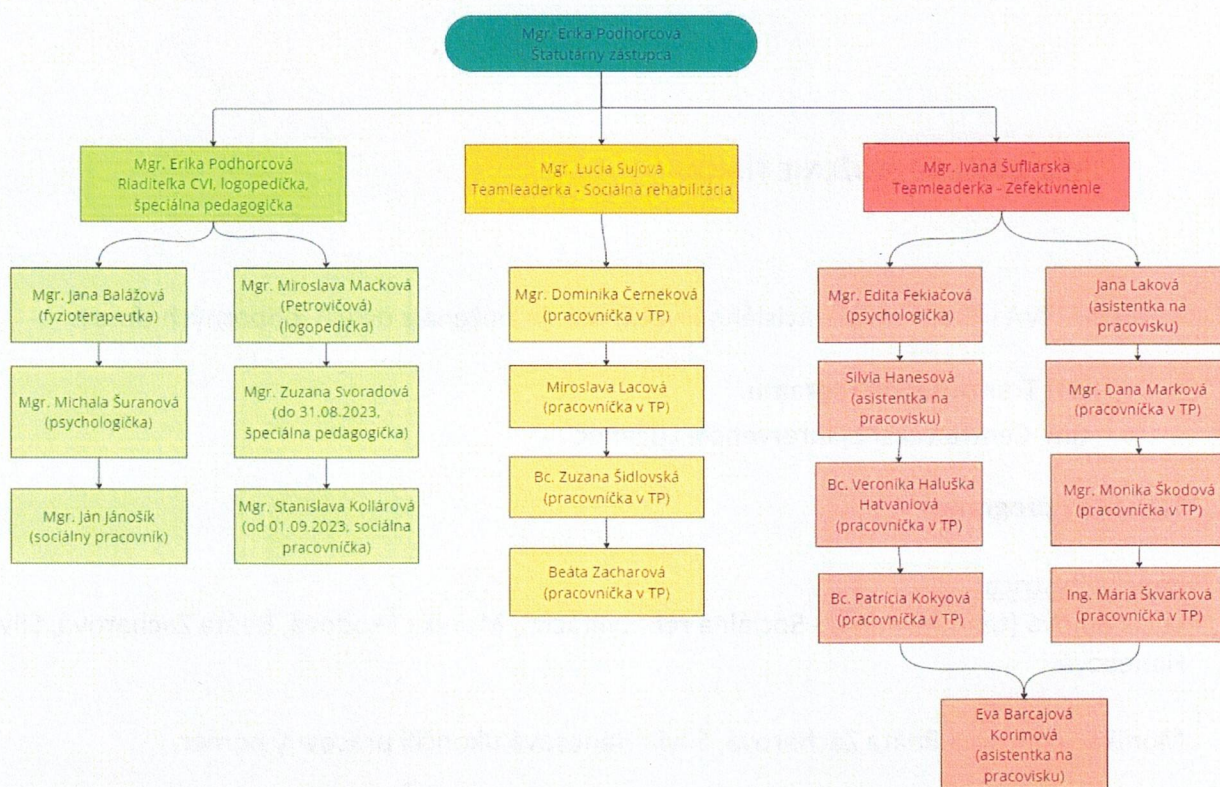 Mgr. Erika Podhorcová
Štatutárny zástupca
Mgr. Erika Podhorcová
Riaditeľka CVI, logopedička,
špeciálna pedagogička
Mgr. Lucia Sujová
Teamleaderka - Sociálna rehabilitácia
Mgr. Ivana Šufliarska
Teamleaderka - Zefektívnenie
Mgr. Jana Balážová
(fyzioterapeutka)
Mgr. Miroslava Macková
(Petrovičová)
(logopedička)
Mgr. Dominika Černeková
(pracovníčka v TP)
Mgr. Edita Fekiačová
(psychologička)
Jana Laková
(asistentka na
pracovisku)
Mgr. Michala Šuranová
(psychologička)
Mgr. Zuzana Svoradová
(do 31.08.2023,
špeciálna pedagogička)
Miroslava Lacová
(pracovníčka v TP)
Silvia Hanesová
(asistentka na
pracovisku)
Mgr. Dana Marková
(pracovníčka v TP)
Mgr. Ján Jánošík
(sociálny pracovník)
Mgr. Stanislava Kollárová
(od 01.09.2023, sociálna
pracovníčka)
Bc. Zuzana Šidlovská
(pracovníčka v TP)
Bc. Veronika Haluška
Hatvaniová
(pracovníčka v TP)
Mgr. Monika Škodová
(pracovníčka v TP)
Beáta Zacharová
(pracovníčka v TP)
Bc. Patrícia Kokyová
(pracovníčka v TP)
Ing. Mária Škvarková
(pracovníčka v TP)
Eva Barcajová
Korimová
(asistentka na
pracovisku)